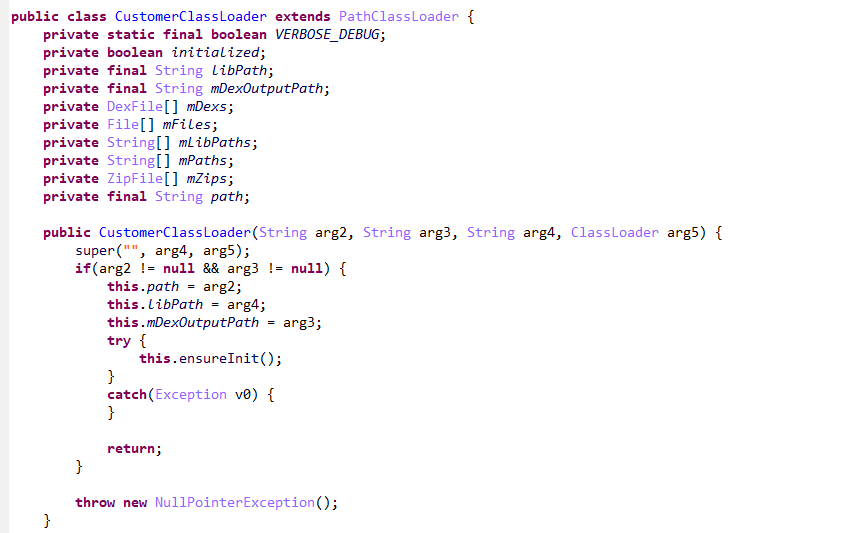 public class CustomerClassLoader extends PathClassLoader {
    private static final boolean VERBOSE_DEBUG;
    private boolean initialized;
    private final String libPath;
    private final String mDexOutputPath;
    private DexFile[] mDexs;
    private File[] mFiles;
    private String[] mLibPaths;
    private String[] mPaths;
    private ZipFile[] mZips;
    private final String path;

    public CustomerClassLoader(String arg2, String arg3, String arg4, ClassLoader arg5) {
        super("", arg4, arg5);
        if(arg2 != null && arg3 != null) {
            this.path = arg2;
            this.libPath = arg4;
            this.mDexOutputPath = arg3;
            try {
                this.ensureInit();
            }
            catch(Exception v0) {
            }

            return;
        }

        throw new NullPointerException();
    }